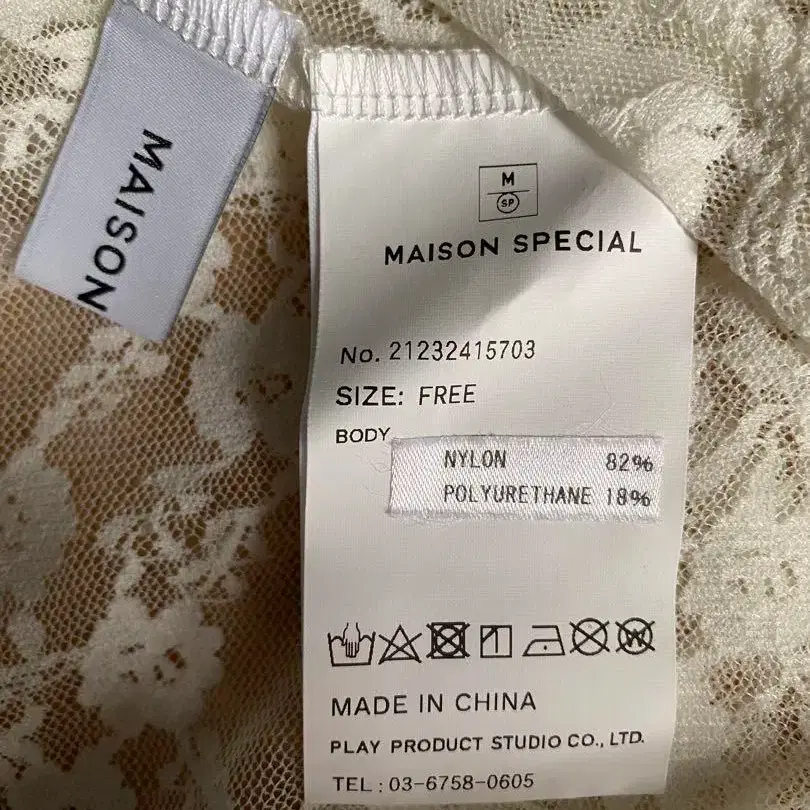 MAISON
M
SP
MAISON SPECIAL
No. 21232415703
SIZE: FREE
BODY
NYLON 82%
POLYURETHANE 18%
W
MADE IN CHINA
PLAY PRODUCT STUDIO CO., LTD.
TEL : 03-6758-0605